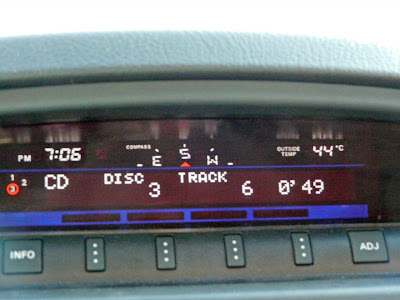 PM 7:06 COMPASS E S W OUTSIDE TEMP 44°C
1 2 3 CD DISC 3 TRACK 6 0'49
INFO ADJ